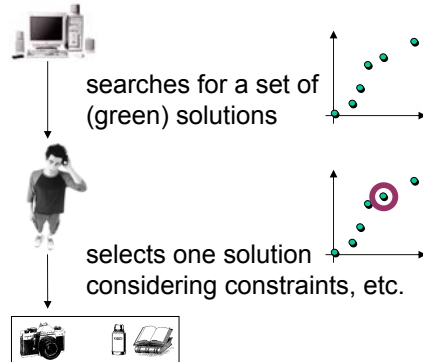 searches for a set of
(green) solutions
selects one solution
considering constraints, etc.